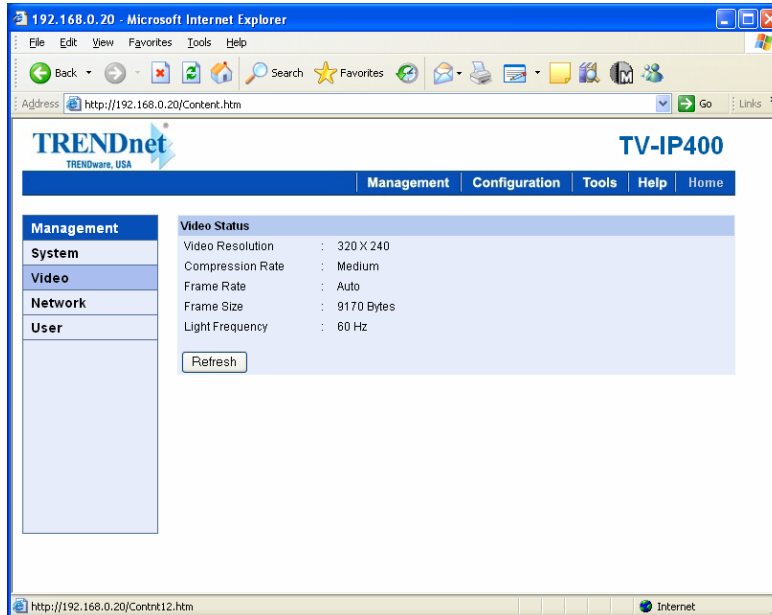 192.168.0.20 - Microsoft Internet Explorer
File Edit View Favorites Tools Help
Back Search Favorites
Address http://192.168.0.20/Content.htm Go Links
TRENDnet
TRENDware, USA
TV-IP400
Management Configuration Tools Help Home
Management
System
Video
Network
User
Video Status
Video Resolution : 320 X 240
Compression Rate : Medium
Frame Rate : Auto
Frame Size : 9170 Bytes
Light Frequency : 60 Hz
Refresh
http://192.168.0.20/Contnt12.htm Internet